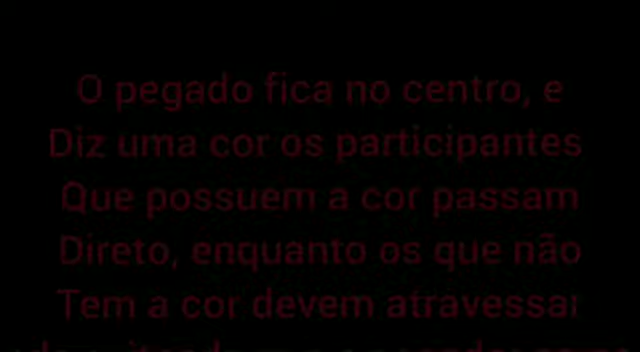 O pegado fica no centro, e
Diz uma cor os participantes
Que possuem a cor passam
Direto, enquanto os que não
Tem a cor devem atravessar